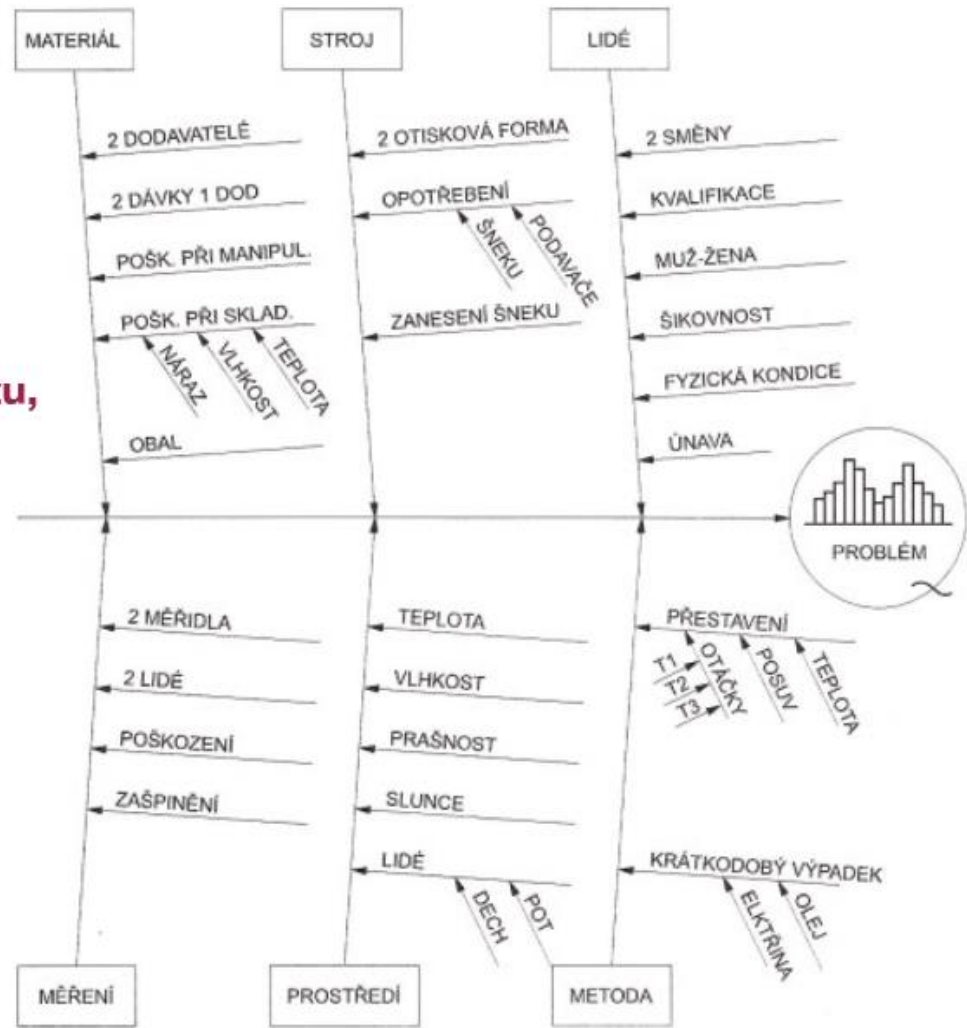 MATERIÁL
STROJ
LIDÉ
2 DODAVATELÉ
2 DÁVKY 1 DOD
POŠK. PŘI MANIPUL.
POŠK. PŘI SKLAD.
NÁRAZ
VLHKOST
TEPLOTA
OBAL
2 OTISKOVÁ FORMA
OPOTŘEBENÍ
ŠNEKU
PODAVAČE
ZANESENÍ ŠNEKU
2 SMĚNY
KVALIFIKACE
MUŽ-ŽENA
ŠIKOVNOST
FYZICKÁ KONDICE
ÚNAVA
PROBLÉM
2 MĚŘIDLA
2 LIDÉ
POŠKOZENÍ
ZAŠPINĚNÍ
TEPLOTA
VLHKOST
PRAŠNOST
SLUNCE
LIDÉ
DECH
POT
PŘESTAVENÍ
T1
T2
T3
OTÁČKY
POSUV
TEPLOTA
KRÁTKODOBÝ VÝPADEK
ELKTŘINA
OLEJ
MĚŘENÍ
PROSTŘEDÍ
METODA